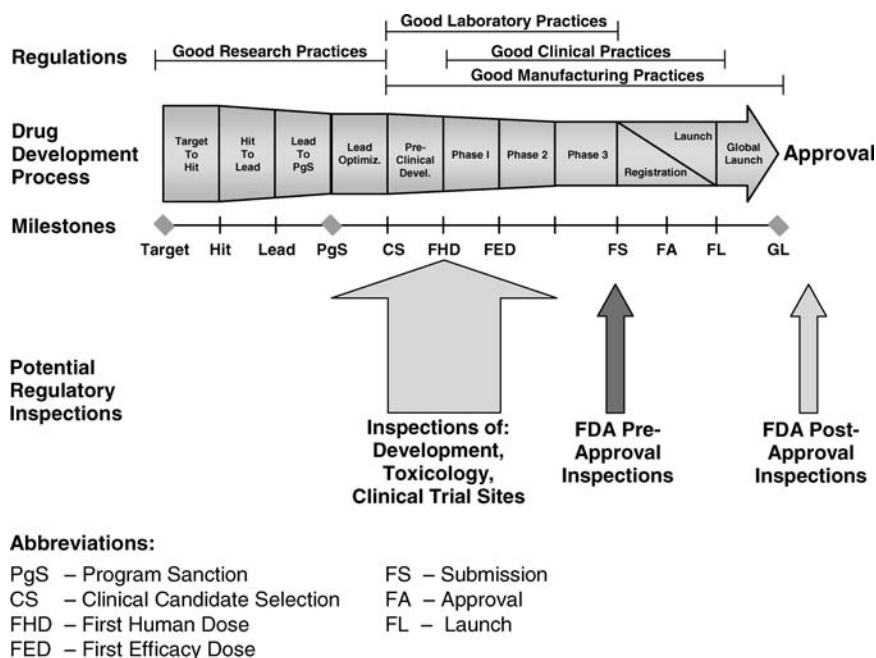 Good Laboratory Practices
Regulations
Good Research Practices
Good Clinical Practices
Good Manufacturing Practices
Drug
Development
Process
Target
To
Hit
Hit
To
Lead
Lead
To
PgS
Lead
Optimiz.
Pre-
Clinical
Devel.
Phase I
Phase 2
Phase 3
Launch
Registration
Global
Launch
Approval
Milestones
Target Hit Lead PgS CS FHD FED FS FA FL GL
Potential
Regulatory
Inspections
Inspections of:
Development,
Toxicology,
Clinical Trial Sites
FDA Pre-
Approval
Inspections
FDA Post-
Approval
Inspections
Abbreviations:
PgS – Program Sanction
CS – Clinical Candidate Selection
FHD – First Human Dose
FED – First Efficacy Dose
FS – Submission
FA – Approval
FL – Launch